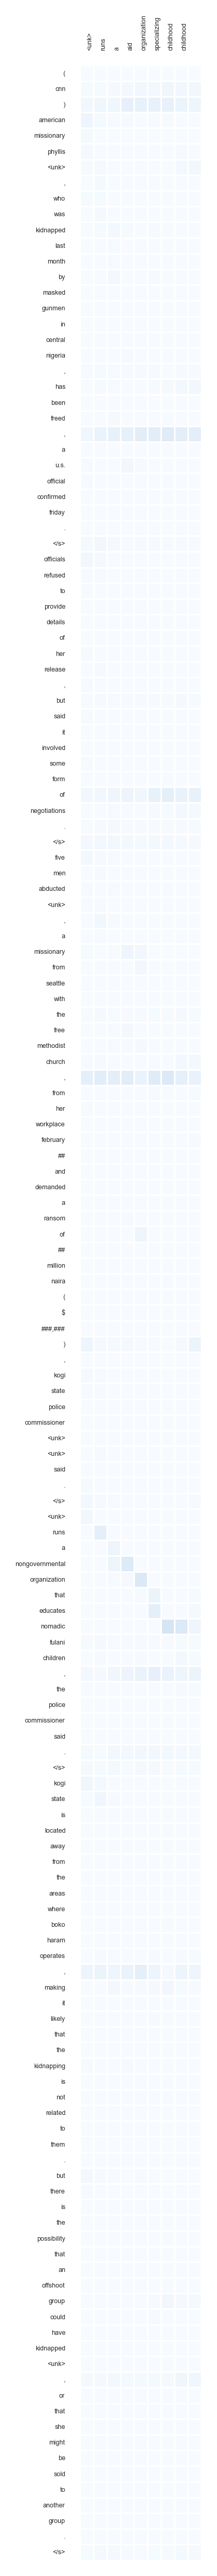 <unk>
runs
a
aid
organization
specializing
childhood
childhood
(
cnn
)
american
missionary
phyllis
<unk>
,
who
was
kidnapped
last
month
by
masked
gunmen
in
central
nigeria
,
has
been
freed
,
a
u.s.
official
confirmed
friday
.
</s>
officials
refused
to
provide
details
of
her
release
,
but
said
it
involved
some
form
of
negotiations
.
</s>
five
men
abducted
<unk>
,
a
missionary
from
seattle
with
the
free
methodist
church
,
from
her
workplace
february
##
and
demanded
a
ransom
of
##
million
naira
(
$
###,###
)
,
kogi
state
police
commissioner
<unk>
<unk>
said
.
</s>
<unk>
runs
a
nongovernmental
organization
that
educates
nomadic
fulani
children
,
the
police
commissioner
said
.
</s>
kogi
state
is
located
away
from
the
areas
where
boko
haram
operates
,
making
it
likely
that
the
kidnapping
is
not
related
to
them
.
but
there
is
the
possibility
that
an
offshoot
group
could
have
kidnapped
<unk>
,
or
that
she
might
be
sold
to
another
group
.
</s>